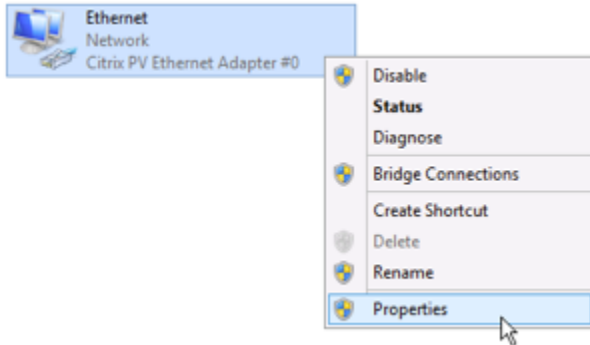 Ethernet
Network
Citrix PV Ethernet Adapter #0
Disable
Status
Diagnose
Bridge Connections
Create Shortcut
Delete
Rename
Properties